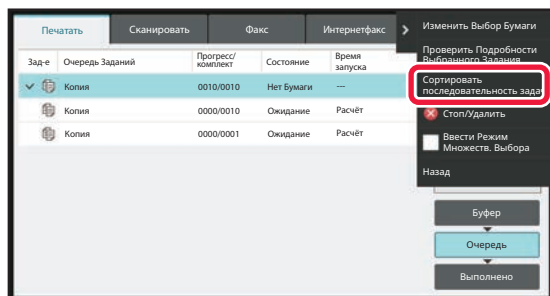 Печатать Сканировать Факс Интернетфакс
Зад-е Очередь Заданий Прогресс/комплект Состояние Время запуска
Копия 0010/0010 Нет Бумаги ---
Копия 0000/0010 Ожидание Расчёт
Копия 0000/0001 Ожидание Расчёт
Изменить Выбор Бумаги
Проверить Подробности
Выбранного Задания
Сортировать
последовательность
Стоп/Удалить
Ввести Режим
Множеств. Выбора
Назад
Буфер
Очередь
Выполнено